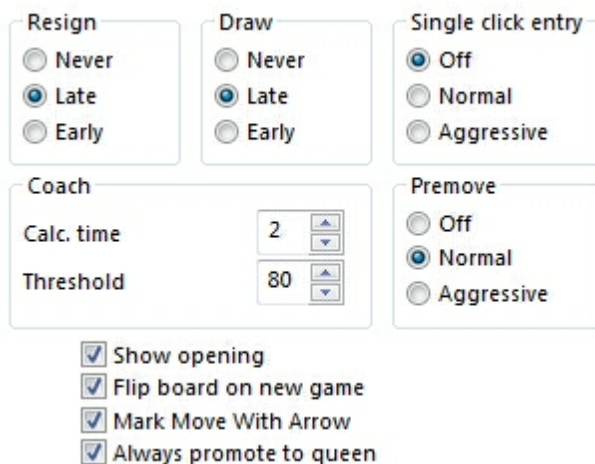 Resign
Never
Late
Early
Draw
Never
Late
Early
Single click entry
Off
Normal
Aggressive
Coach
Calc. time 2
Threshold 80
Premove
Off
Normal
Aggressive
Show opening
Flip board on new game
Mark Move With Arrow
Always promote to queen